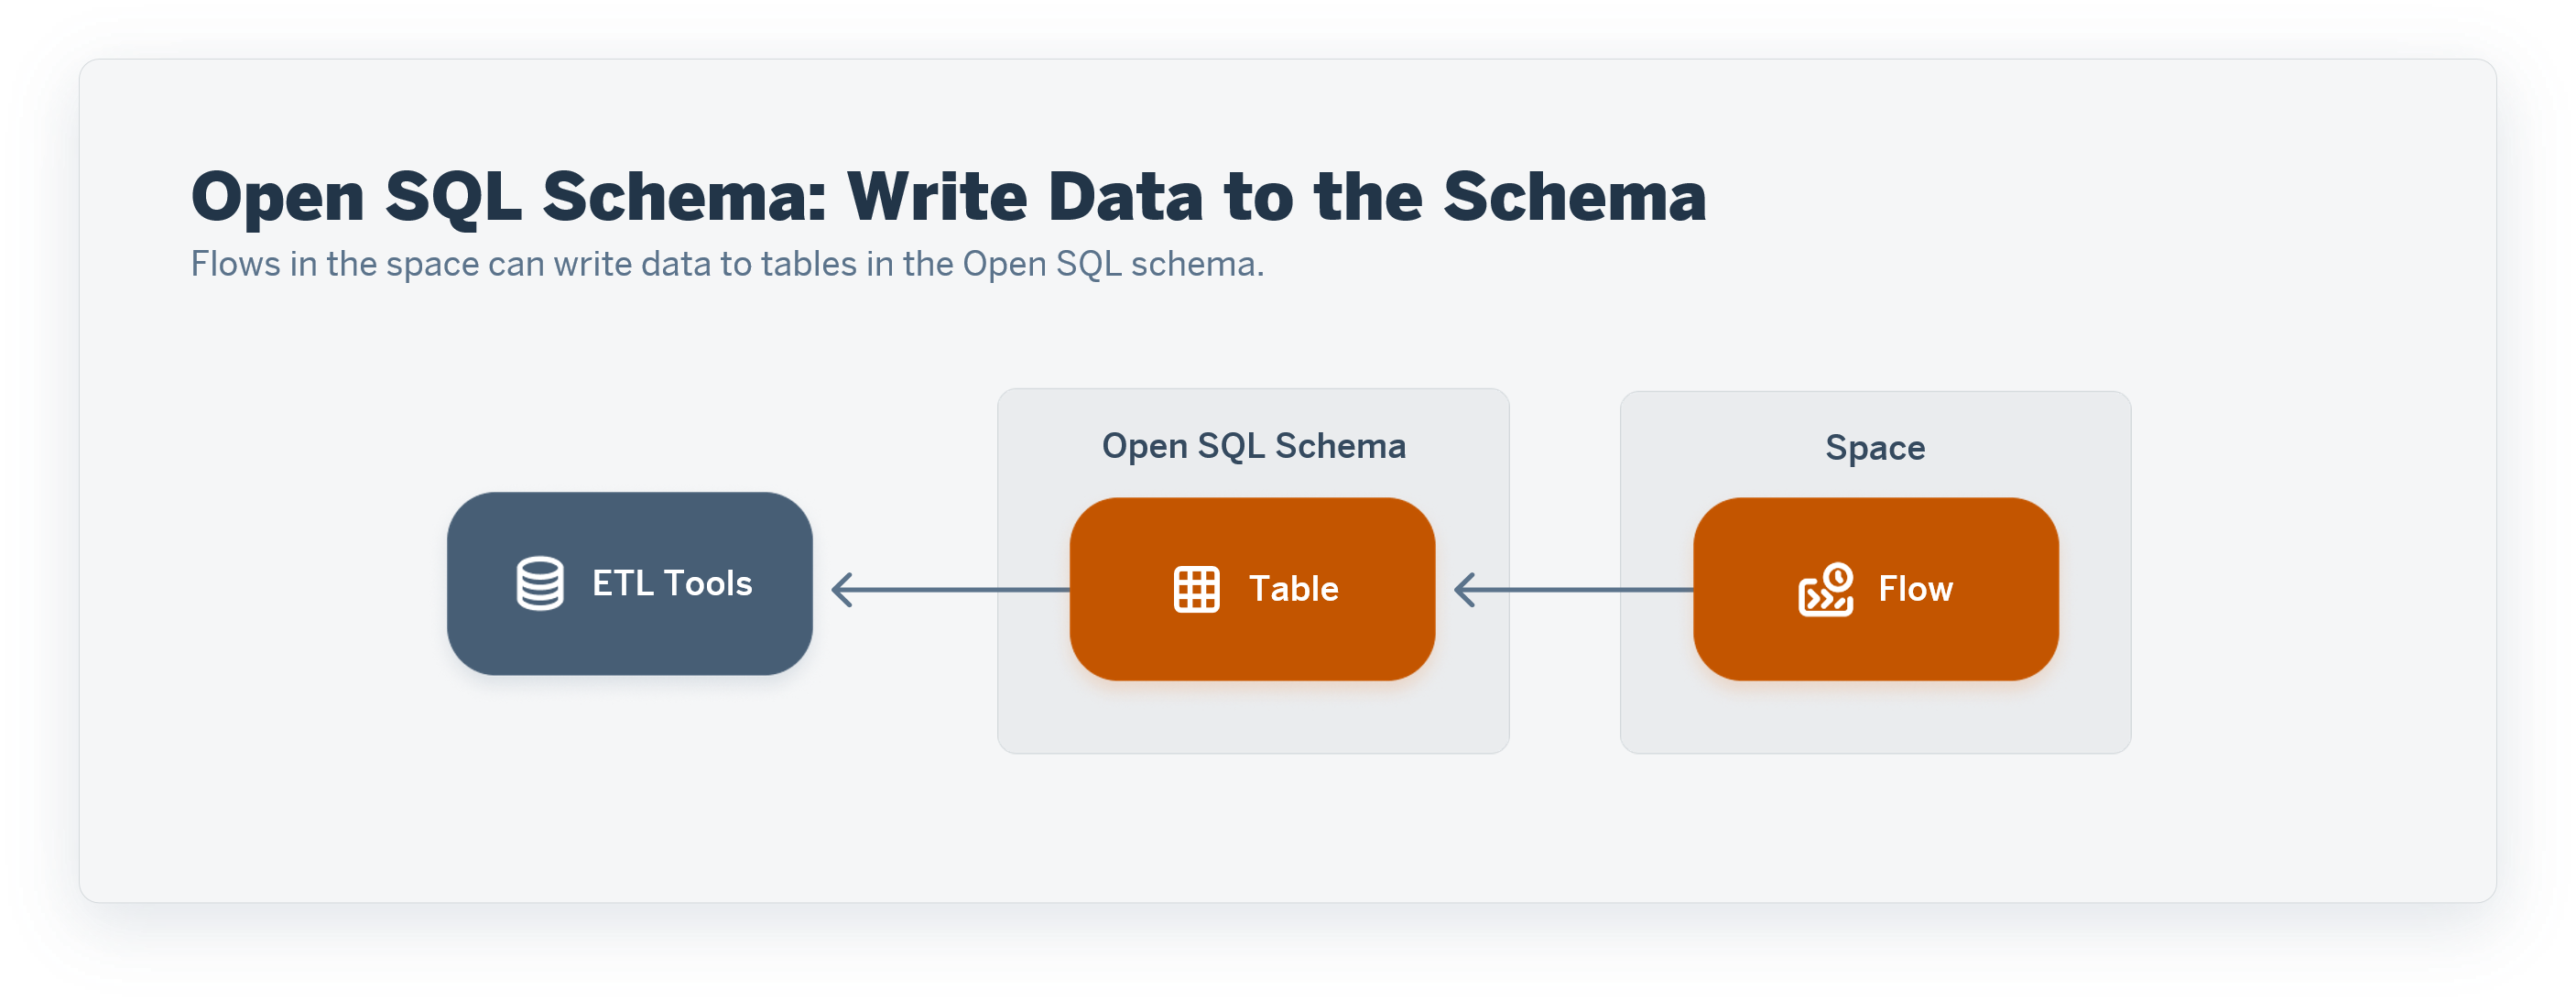 Open SQL Schema: Write Data to the Schema
Flows in the space can write data to tables in the Open SQL schema.
Open SQL Schema
Space
ETL Tools
Table
Flow